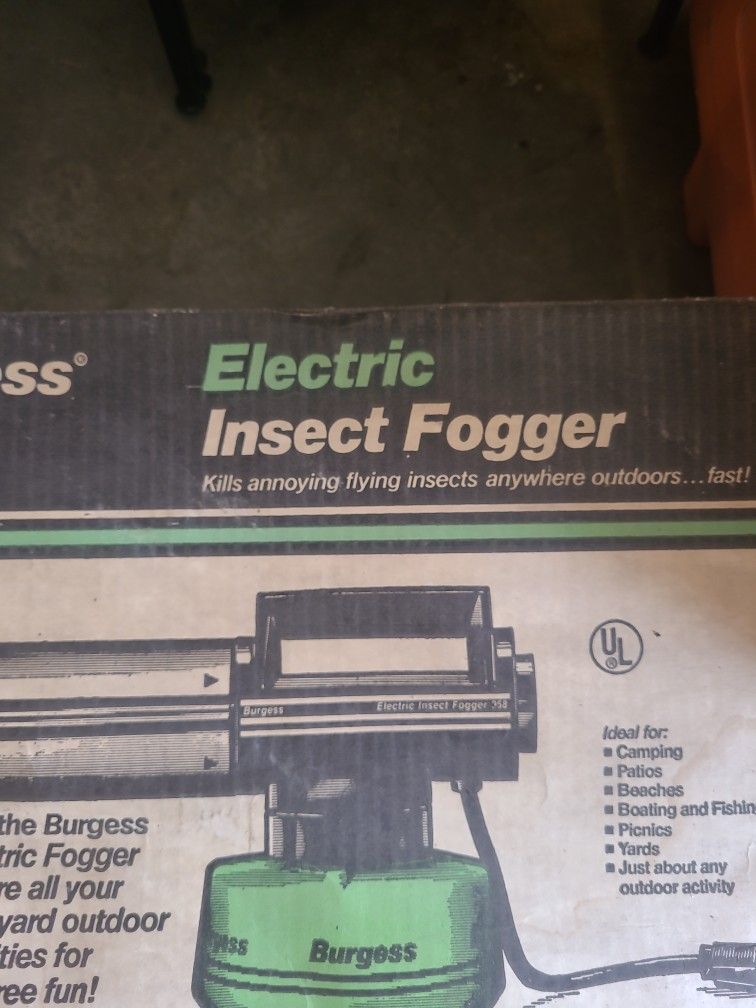 ess®
Electric
Insect Fogger
Kills annoying flying insects anywhere outdoors...fast!
UL®
Burgess Electric Insect Fogger 958
Ideal for:
■ Camping
■ Patios
■ Beaches
■ Boating and Fishin
■ Picnics
■ Yards
■ Just about any
outdoor activity
the Burgess
tric Fogger
re all your
yard outdoor
ties for
ree fun!
ess Burgess